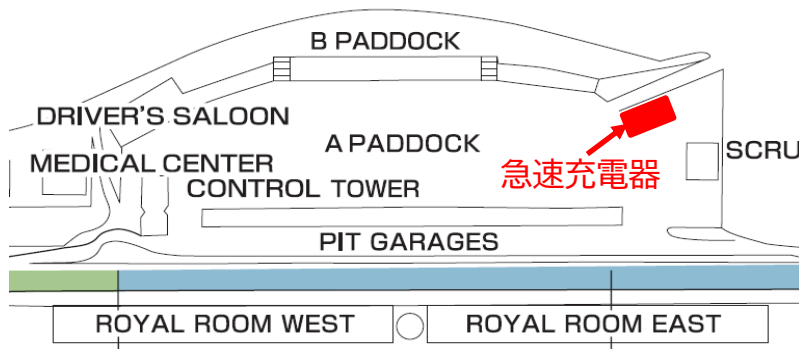 B PADDOCK
DRIVER'S SALOON
A PADDOCK
MEDICAL CENTER
SCRU
急速充電器
CONTROL TOWER
PIT GARAGES
ROYAL ROOM WEST
ROYAL ROOM EAST